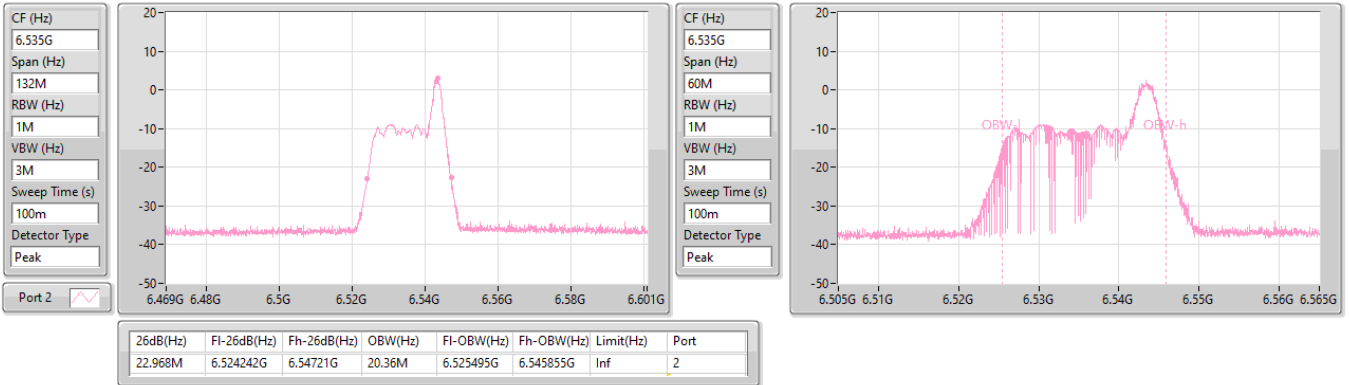 CF (Hz)
6.535G
Span (Hz)
132M
RBW (Hz)
1M
VBW (Hz)
3M
Sweep Time (s)
100m
Detector Type
Peak
Port 2
20
10
0
-10
-20
-30
-40
-50
6.469G 6.48G 6.5G 6.52G 6.54G 6.56G 6.58G 6.601G
CF (Hz)
6.535G
Span (Hz)
60M
RBW (Hz)
1M
VBW (Hz)
3M
Sweep Time (s)
100m
Detector Type
Peak
20
10
0
-10
-20
-30
-40
-50
OBW-l OBW-h
6.505G 6.51G 6.52G 6.53G 6.54G 6.55G 6.56G 6.565G
26dB(Hz) Fl-26dB(Hz) Fh-26dB(Hz) OBW(Hz) Fl-OBW(Hz) Fh-OBW(Hz) Limit(Hz) Port
22.968M 6.524242G 6.54721G 20.36M 6.525495G 6.545855G Inf 2